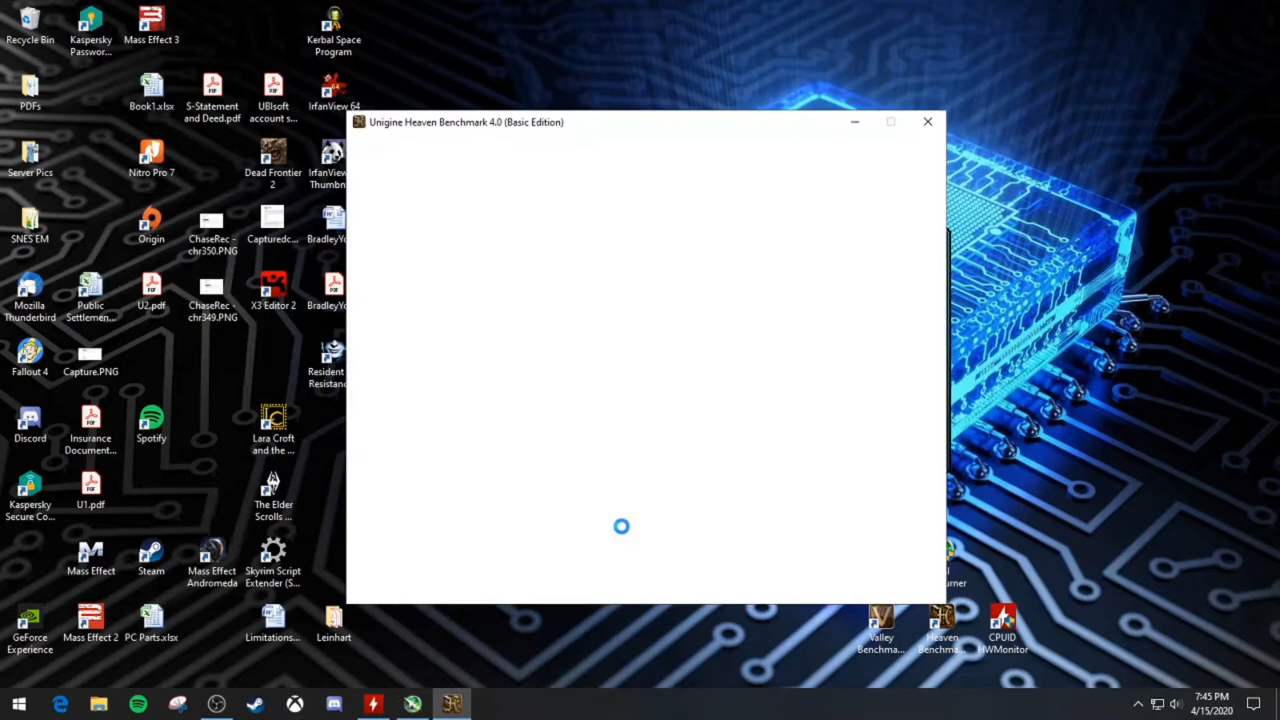 Recycle Bin
Kaspersky
Passwor...
Mass Effect 3
Kerbal Space
Program
PDFs
Book1.xlsx
S-Statement
and Deed.pdf
UBIsoft
account s...
IrfanView 64
Unigine Heaven Benchmark 4.0 (Basic Edition)
Server Pics
Nitro Pro 7
Dead Frontier
2
IrfanView
Thumbn
SNES EM
Origin
ChaseRec -
chr350.PNG
Capturedc...
BradleyYo
Mozilla
Thunderbird
Public
Settlemen...
U2.pdf
ChaseRec -
chr349.PNG
X3 Editor 2
BradleyYo
Fallout 4
Capture.PNG
Resident
Resistanc
Discord
Insurance
Document...
Spotify
Lara Croft
and the ...
Kaspersky
Secure Co...
U1.pdf
The Elder
Scrolls ...
Mass Effect
Steam
Mass Effect
Andromeda
Skyrim Script
Extender (S...
GeForce
Experience
Mass Effect 2
PC Parts.xlsx
Limitations...
Leinhart
Valley
Benchma...
Heaven
Benchma...
CPUID
HWMonitor
7:45 PM
4/15/2020